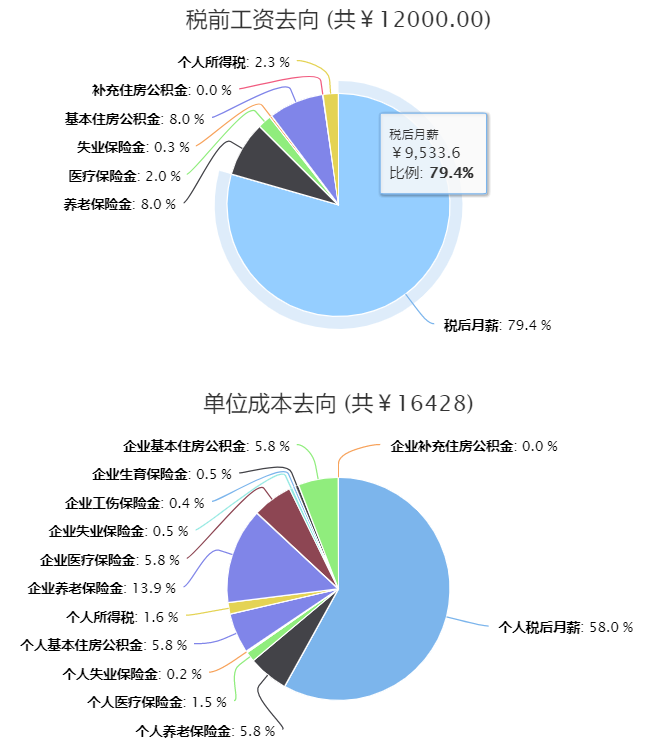 税前工资去向 (共￥12000.00)
个人所得税: 2.3 %
补充住房公积金: 0.0 %
基本住房公积金: 8.0 %
失业保险金: 0.3 %
医疗保险金: 2.0 %
养老保险金: 8.0 %
税后月薪
￥9,533.6
比例: 79.4%
税后月薪: 79.4 %
单位成本去向 (共￥16428)
企业基本住房公积金: 5.8 %
企业补充住房公积金: 0.0 %
企业生育保险金: 0.5 %
企业工伤保险金: 0.4 %
企业失业保险金: 0.5 %
企业医疗保险金: 5.8 %
企业养老保险金: 13.9 %
个人所得税: 1.6 %
个人税后月薪: 58.0 %
个人基本住房公积金: 5.8 %
个人失业保险金: 0.2 %
个人医疗保险金: 1.5 %
个人养老保险金: 5.8 %